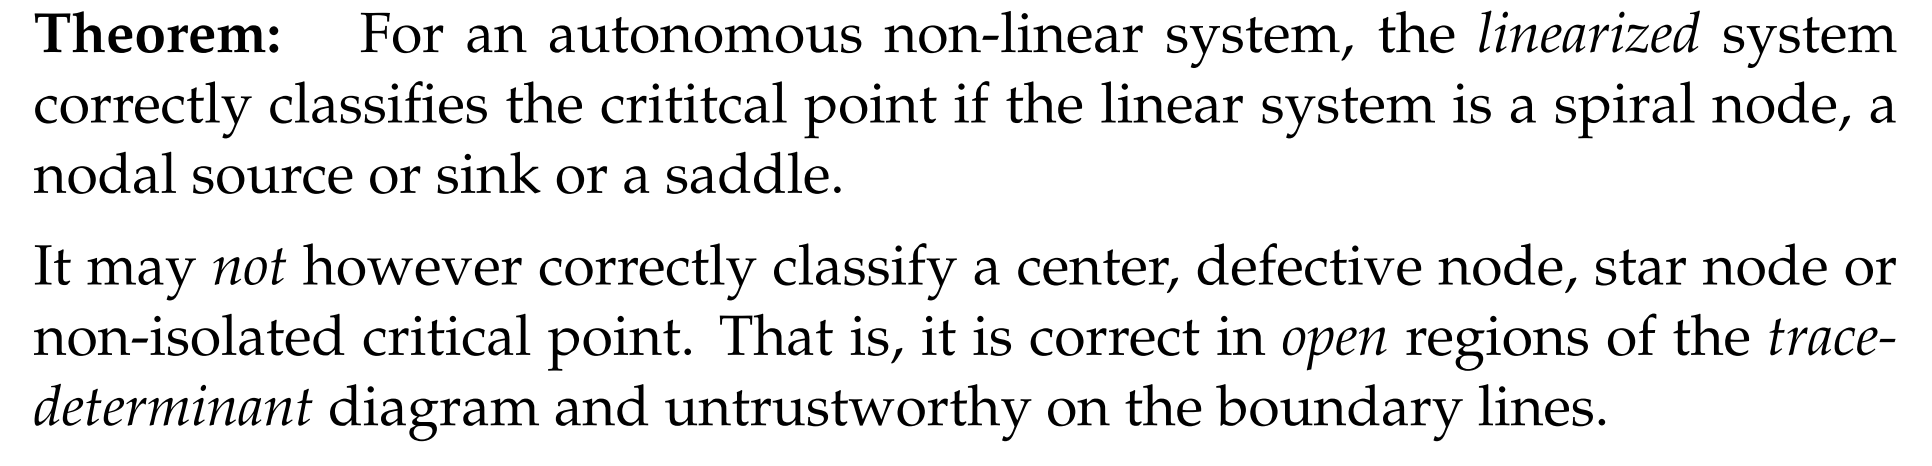 Theorem: For an autonomous non-linear system, the linearized system
correctly classifies the crititcal point if the linear system is a spiral node, a
nodal source or sink or a saddle.
It may not however correctly classify a center, defective node, star node or
non-isolated critical point. That is, it is correct in open regions of the trace-
determinant diagram and untrustworthy on the boundary lines.